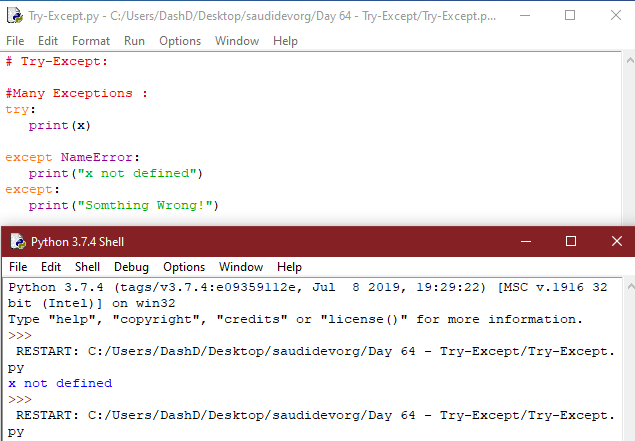 Try-Except.py - C:/Users/DashD/Desktop/saudidevorg/Day 64 - Try-Except/Try-Except.p...
File Edit Format Run Options Window Help
# Try-Except:
#Many Exceptions :
try:
print(x)
except NameError:
print("x not defined")
except:
print("Somthing Wrong!")
Python 3.7.4 Shell
File Edit Shell Debug Options Window Help
Python 3.7.4 (tags/v3.7.4:e09359112e, Jul 8 2019, 19:29:22) [MSC v.1916 32
bit (Intel)] on win32
Type "help", "copyright", "credits" or "license()" for more information.
>>>
RESTART: C:/Users/DashD/Desktop/saudidevorg/Day 64 - Try-Except/Try-Except.
py
x not defined
>>>
RESTART: C:/Users/DashD/Desktop/saudidevorg/Day 64 - Try-Except/Try-Except.
py